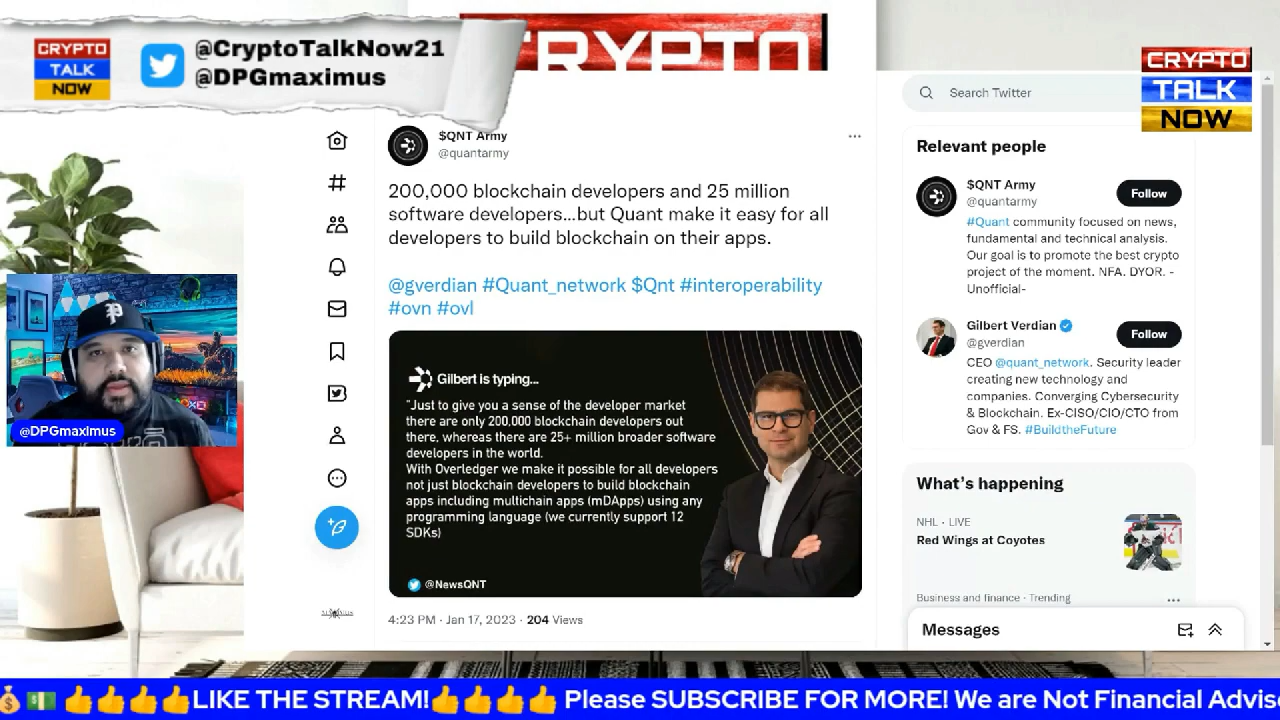 CRYPTO
TALK
NOW
@CryptoTalkNow21
@DPGmaximus
CRYPTO
CRYPTO
TALK
NOW
Search Twitter
$QNT Army
@quantarmy
200,000 blockchain developers and 25 million
software developers...but Quant make it easy for all
developers to build blockchain on their apps.
@gverdian #Quant_network $Qnt #interoperability
#ovn #ovl
Gilbert is typing...
"Just to give you a sense of the developer market
there are only 200,000 blockchain developers out
there, whereas there are 25+ million broader software
developers in the world.
With Overledger we make it possible for all developers
not just blockchain developers to build blockchain
apps including multichain apps (mDApps) using any
programming language (we currently support 12
SDKs)
@NewsQNT
4:23 PM · Jan 17, 2023 · 204 Views
Relevant people
$QNT Army
@quantarmy
Follow
#Quant community focused on news,
fundamental and technical analysis.
Our goal is to promote the best crypto
project of the moment. NFA. DYOR. -
Unofficial-
Gilbert Verdian
@gverdian
Follow
CEO @quant_network. Security leader
creating new technology and
companies. Converging Cybersecurity
& Blockchain. Ex-CISO/CIO/CTO from
Gov & FS. #BuildtheFuture
What's happening
NHL · LIVE
Red Wings at Coyotes
Business and finance · Trending
Messages
@DPGmaximus
LIKE THE STREAM! Please SUBSCRIBE FOR MORE! We are Not Financial Advis